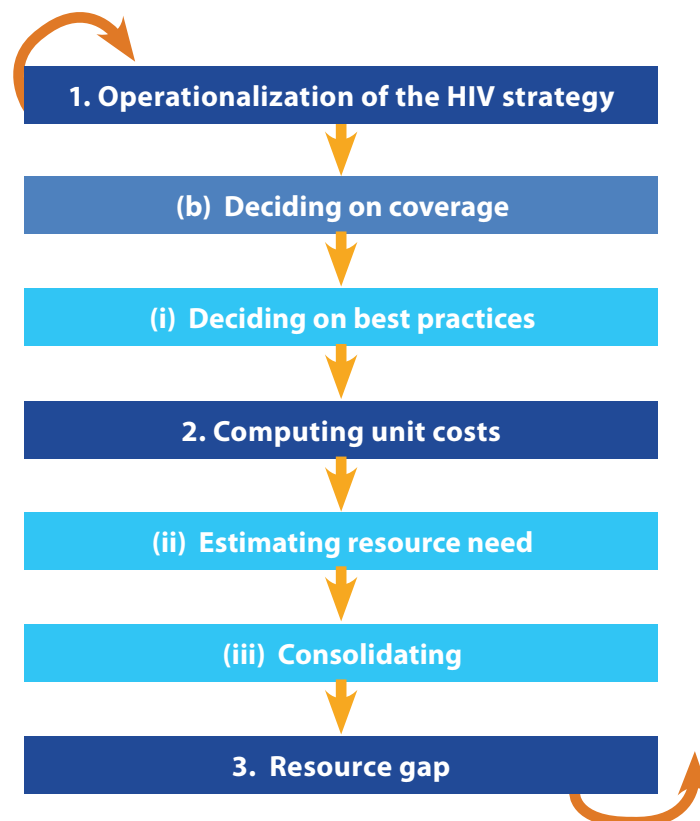 1. Operationalization of the HIV strategy
(b) Deciding on coverage
(i) Deciding on best practices
2. Computing unit costs
(ii) Estimating resource need
(iii) Consolidating
3. Resource gap